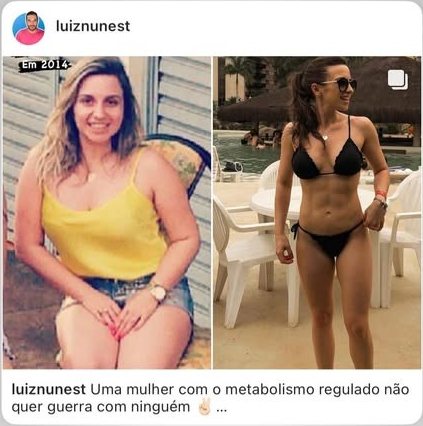 luiznunest
Em 2014-
luiznunest Uma mulher com o metabolismo regulado não
quer guerra com ninguém ✌🏻 ...